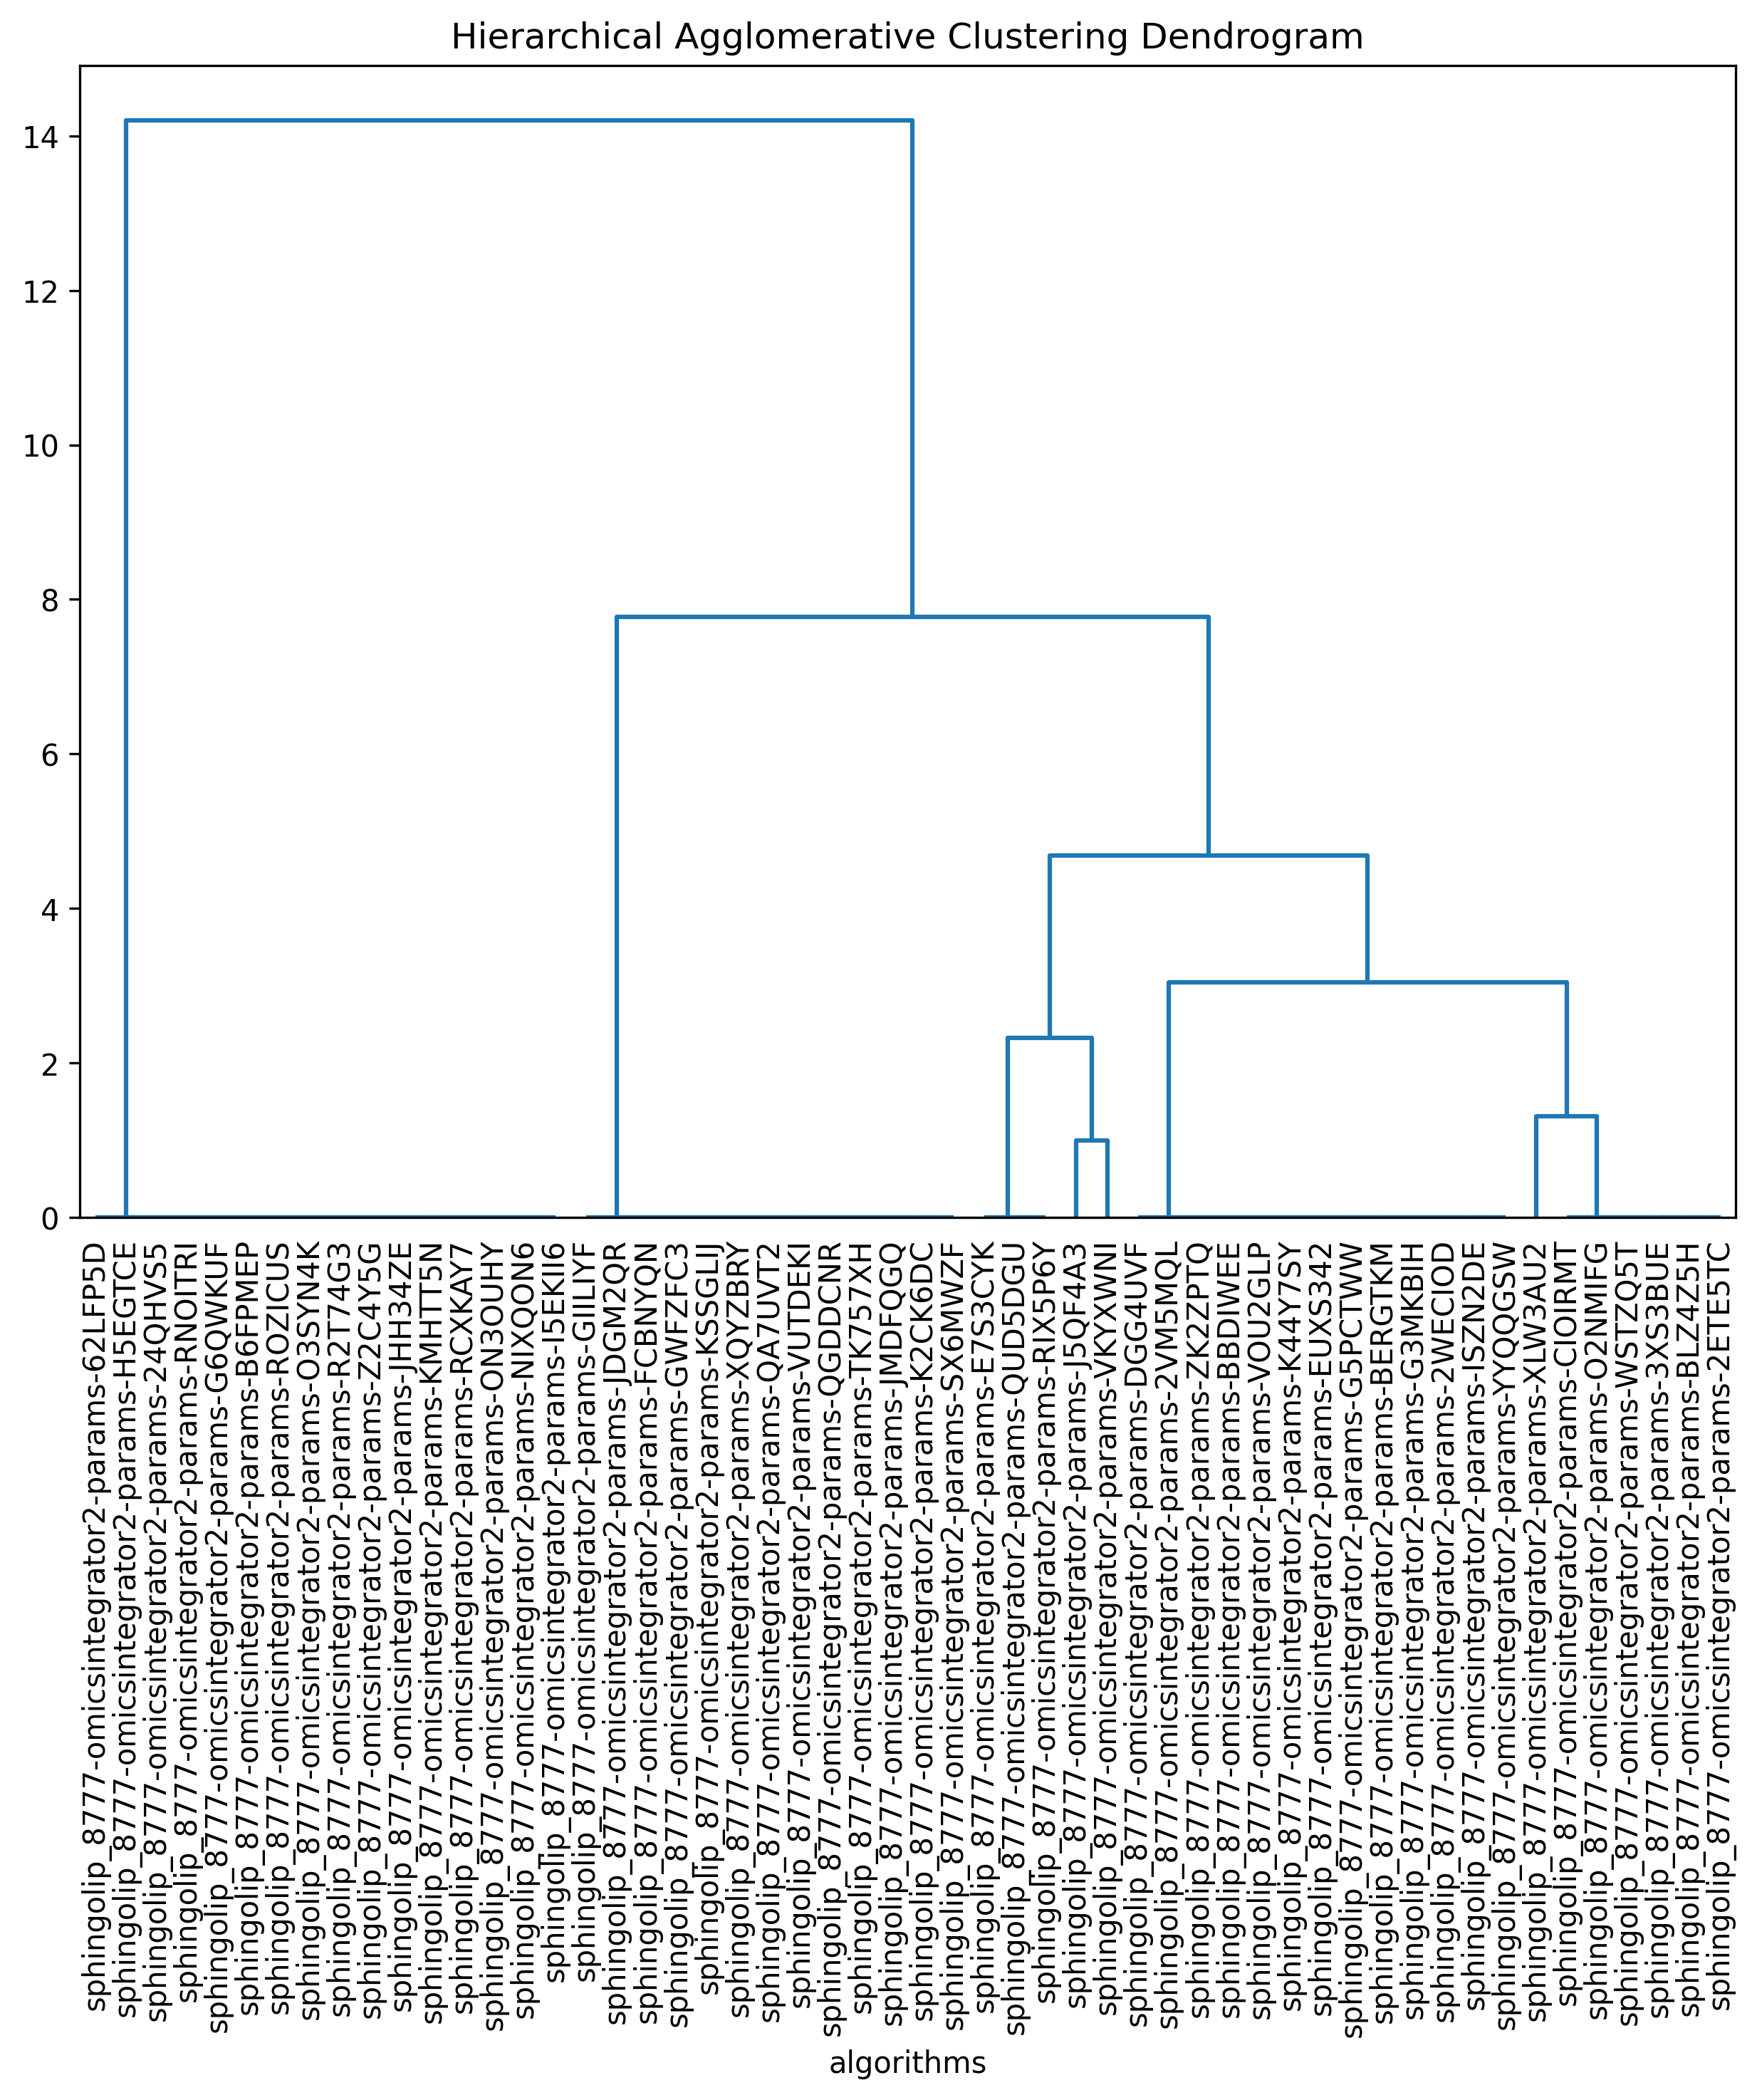 Hierarchical Agglomerative Clustering Dendrogram
14
12
10
8
6
4
2
0
sphingolip_8777-omicsintegrator2-params-62LFP5D
sphingolip_8777-omicsintegrator2-params-H5EGTCE
sphingolip_8777-omicsintegrator2-params-24QHVS5
sphingolip_8777-omicsintegrator2-params-RNOITRI
sphingolip_8777-omicsintegrator2-params-G6QWKUF
sphingolip_8777-omicsintegrator2-params-B6FPMEP
sphingolip_8777-omicsintegrator2-params-ROZICUS
sphingolip_8777-omicsintegrator2-params-O3SYN4K
sphingolip_8777-omicsintegrator2-params-R2T74G3
sphingolip_8777-omicsintegrator2-params-Z2C4Y5G
sphingolip_8777-omicsintegrator2-params-JHH34ZE
sphingolip_8777-omicsintegrator2-params-KMHTT5N
sphingolip_8777-omicsintegrator2-params-RCXKAY7
sphingolip_8777-omicsintegrator2-params-ON3OUHY
sphingolip_8777-omicsintegrator2-params-NIXQON6
sphingolip_8777-omicsintegrator2-params-I5EKII6
sphingolip_8777-omicsintegrator2-params-GIILIYF
sphingolip_8777-omicsintegrator2-params-JDGM2QR
sphingolip_8777-omicsintegrator2-params-FCBNYQN
sphingolip_8777-omicsintegrator2-params-GWFZFC3
sphingolip_8777-omicsintegrator2-params-KSSGLIJ
sphingolip_8777-omicsintegrator2-params-XQYZBRY
sphingolip_8777-omicsintegrator2-params-QA7UVT2
sphingolip_8777-omicsintegrator2-params-VUTDEKI
sphingolip_8777-omicsintegrator2-params-QGDDCNR
sphingolip_8777-omicsintegrator2-params-TK757XH
sphingolip_8777-omicsintegrator2-params-JMDFQGQ
sphingolip_8777-omicsintegrator2-params-K2CK6DC
sphingolip_8777-omicsintegrator2-params-SX6MWZF
sphingolip_8777-omicsintegrator2-params-E7S3CYK
sphingolip_8777-omicsintegrator2-params-QUD5DGU
sphingolip_8777-omicsintegrator2-params-RIX5P6Y
sphingolip_8777-omicsintegrator2-params-J5QF4A3
sphingolip_8777-omicsintegrator2-params-VKYXWNI
sphingolip_8777-omicsintegrator2-params-DGG4UVF
sphingolip_8777-omicsintegrator2-params-2VM5MQL
sphingolip_8777-omicsintegrator2-params-ZK2ZPTQ
sphingolip_8777-omicsintegrator2-params-BBDIWEE
sphingolip_8777-omicsintegrator2-params-VOU2GLP
sphingolip_8777-omicsintegrator2-params-K44Y7SY
sphingolip_8777-omicsintegrator2-params-EUXS342
sphingolip_8777-omicsintegrator2-params-G5PCTWW
sphingolip_8777-omicsintegrator2-params-BERGTKM
sphingolip_8777-omicsintegrator2-params-G3MKBIH
sphingolip_8777-omicsintegrator2-params-2WECIOD
sphingolip_8777-omicsintegrator2-params-ISZN2DE
sphingolip_8777-omicsintegrator2-params-YYQQGSW
sphingolip_8777-omicsintegrator2-params-XLW3AU2
sphingolip_8777-omicsintegrator2-params-CIOIRMT
sphingolip_8777-omicsintegrator2-params-O2NMIFG
sphingolip_8777-omicsintegrator2-params-WSTZQ5T
sphingolip_8777-omicsintegrator2-params-3XS3BUE
sphingolip_8777-omicsintegrator2-params-BLZ4Z5H
sphingolip_8777-omicsintegrator2-params-2ETE5TC
algorithms